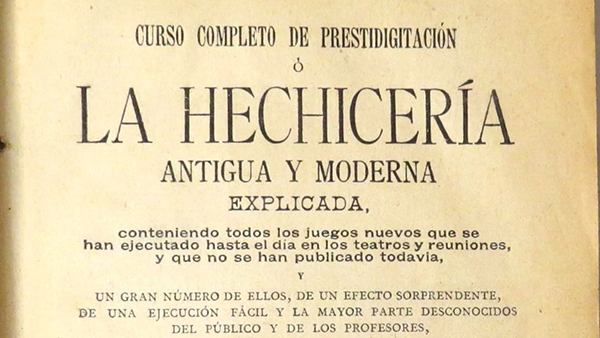 CURSO COMPLETO DE PRESTIDIGITACIÓN
Ó
LA HECHICERÍA
ANTIGUA Y MODERNA
EXPLICADA,
conteniendo todos los juegos nuevos que se
han ejecutado hasta el día en los teatros y reuniones,
y que no se han publicado todavia,
Y
UN GRAN NÚMERO DE ELLOS, DE UN EFECTO SORPRENDENTE,
DE UNA EJECUCIÓN FÁCIL Y LA MAYOR PARTE DESCONOCIDOS
DEL PÚBLICO Y DE LOS PROFESORES,